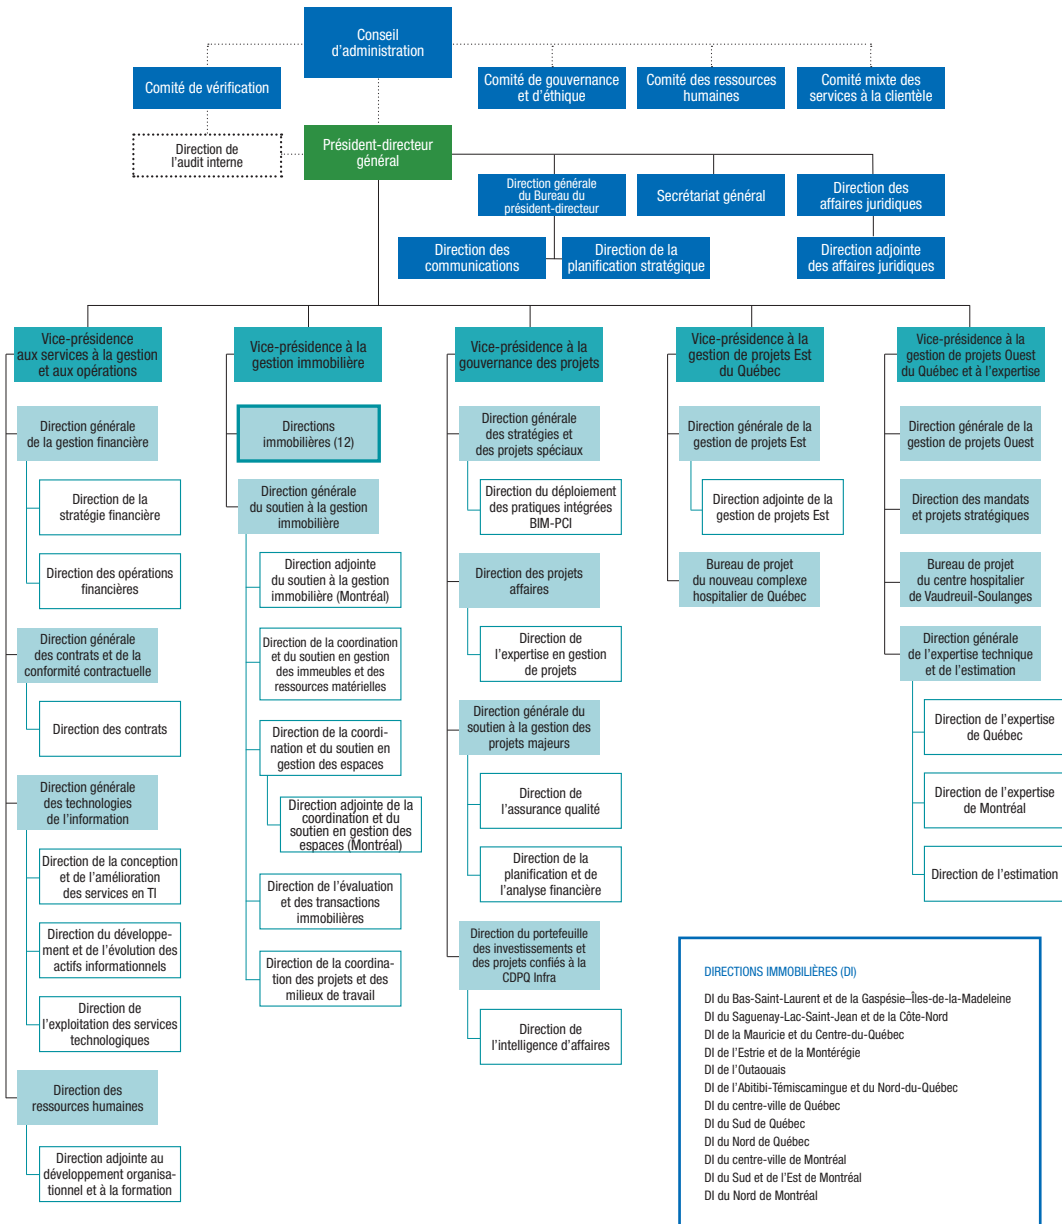 Conseil
d'administration
Comité de vérification
Comité de gouvernance
et d'éthique
Comité des ressources
humaines
Comité mixte des
services à la clientèle
Direction de
l'audit interne
Président-directeur
général
Direction générale
du Bureau du
président-directeur
Secrétariat général
Direction des
affaires juridiques
Direction des
communications
Direction de la
planification stratégique
Direction adjointe
des affaires juridiques
Vice-présidence
aux services à la gestion
et aux opérations
Direction générale
de la gestion financière
Direction de la
stratégie financière
Direction des opérations
financières
Direction générale
des contrats et de la
conformité contractuelle
Direction des contrats
Direction générale
des technologies
de l'information
Direction de la conception
et de l'amélioration
des services en TI
Direction du développe-
ment et de l'évolution des
actifs informationnels
Direction de
l'exploitation des services
technologiques
Direction des
ressources humaines
Direction adjointe au
développement organisa-
tionnel et à la formation
Vice-présidence à la
gestion immobilière
Directions
immobilières (12)
Direction générale
du soutien à la gestion
immobilière
Direction adjointe
du soutien à la gestion
immobilière (Montréal)
Direction de la coordination
et du soutien en gestion
des immeubles et des
ressources matérielles
Direction de la coordi-
nation et du soutien en
gestion des espaces
Direction adjointe de la
coordination et du
soutien en gestion des
espaces (Montréal)
Direction de l'évaluation
et des transactions
immobilières
Direction de la coordina-
tion des projets et des
milieux de travail
Vice-présidence à la
gouvernance des projets
Direction générale
des stratégies et
des projets spéciaux
Direction du déploiement
des pratiques intégrées
BIM-PCI
Direction des projets
affaires
Direction de
l'expertise en gestion
de projets
Direction générale du
soutien à la gestion des
projets majeurs
Direction de
l'assurance qualité
Direction de la
planification et de
l'analyse financière
Direction du portefeuille
des investissements et
des projets confiés à la
CDPQ Infra
Direction de
l'intelligence d'affaires
Vice-présidence à la
gestion de projets Est
du Québec
Direction générale de la
gestion de projets Est
Direction adjointe de la
gestion de projets Est
Bureau de projet
du nouveau complexe
hospitalier de Québec
Vice-présidence à la
gestion de projets Ouest
du Québec et à l'expertise
Direction générale de la
gestion de projets Ouest
Direction des mandats
et projets stratégiques
Bureau de projet
du centre hospitalier
de Vaudreuil-Soulanges
Direction générale
de l'expertise technique
et de l'estimation
Direction de l'expertise
de Québec
Direction de l'expertise
de Montréal
Direction de l'estimation
DIRECTIONS IMMOBILIÈRES (DI)
DI du Bas-Saint-Laurent et de la Gaspésie–Îles-de-la-Madeleine
DI du Saguenay-Lac-Saint-Jean et de la Côte-Nord
DI de la Mauricie et du Centre-du-Québec
DI de l'Estrie et de la Montérégie
DI de l'Outaouais
DI de l'Abitibi-Témiscamingue et du Nord-du-Québec
DI du centre-ville de Québec
DI du Sud de Québec
DI du Nord de Québec
DI du centre-ville de Montréal
DI du Sud et de l'Est de Montréal
DI du Nord de Montréal